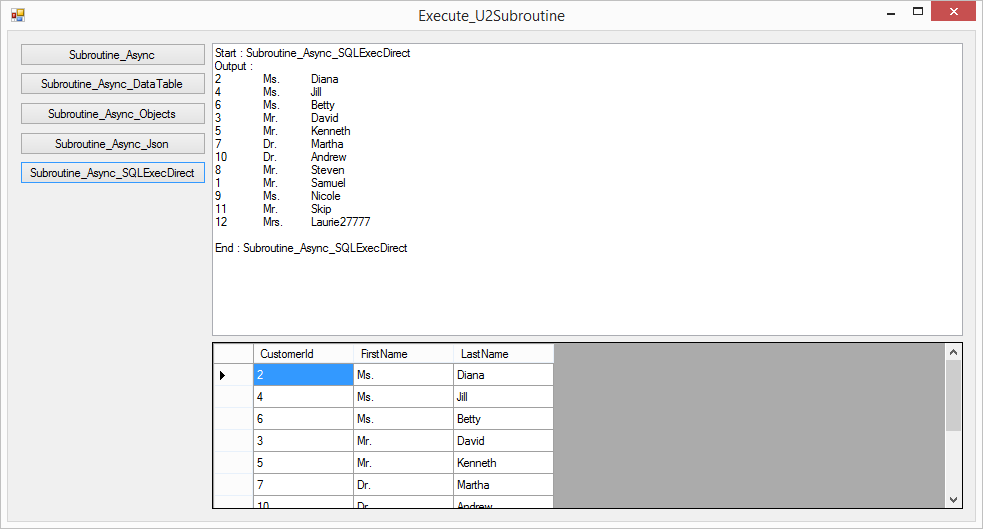 Execute_U2Subroutine
Subroutine_Async
Subroutine_Async_DataTable
Subroutine_Async_Objects
Subroutine_Async_Json
Subroutine_Async_SQLExecDirect
Start : Subroutine_Async_SQLExecDirect
Output :
2 Ms. Diana
4 Ms. Jill
6 Ms. Betty
3 Mr. David
5 Mr. Kenneth
7 Dr. Martha
10 Dr. Andrew
8 Mr. Steven
1 Mr. Samuel
9 Ms. Nicole
11 Mr. Skip
12 Mrs. Laurie27777
End : Subroutine_Async_SQLExecDirect
CustomerId FirstName LastName
2 Ms. Diana
4 Ms. Jill
6 Ms. Betty
3 Mr. David
5 Mr. Kenneth
7 Dr. Martha
10 Dr. Andrew